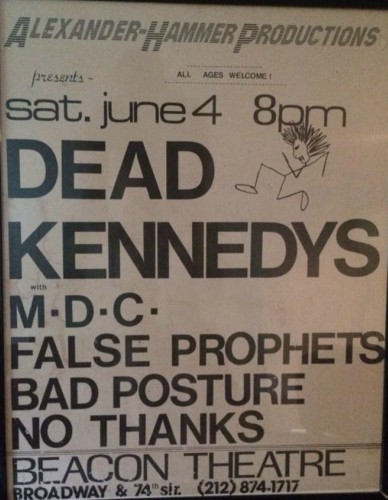 ALEXANDER-HAMMER PRODUCTIONS
presents-
ALL AGES WELCOME!
sat. june 4 8pm
DEAD
KENNEDYS
with
M·D·C·
FALSE PROPHETS
BAD POSTURE
NO THANKS
BEACON THEATRE
BROADWAY & 74th str. (212) 874-1717